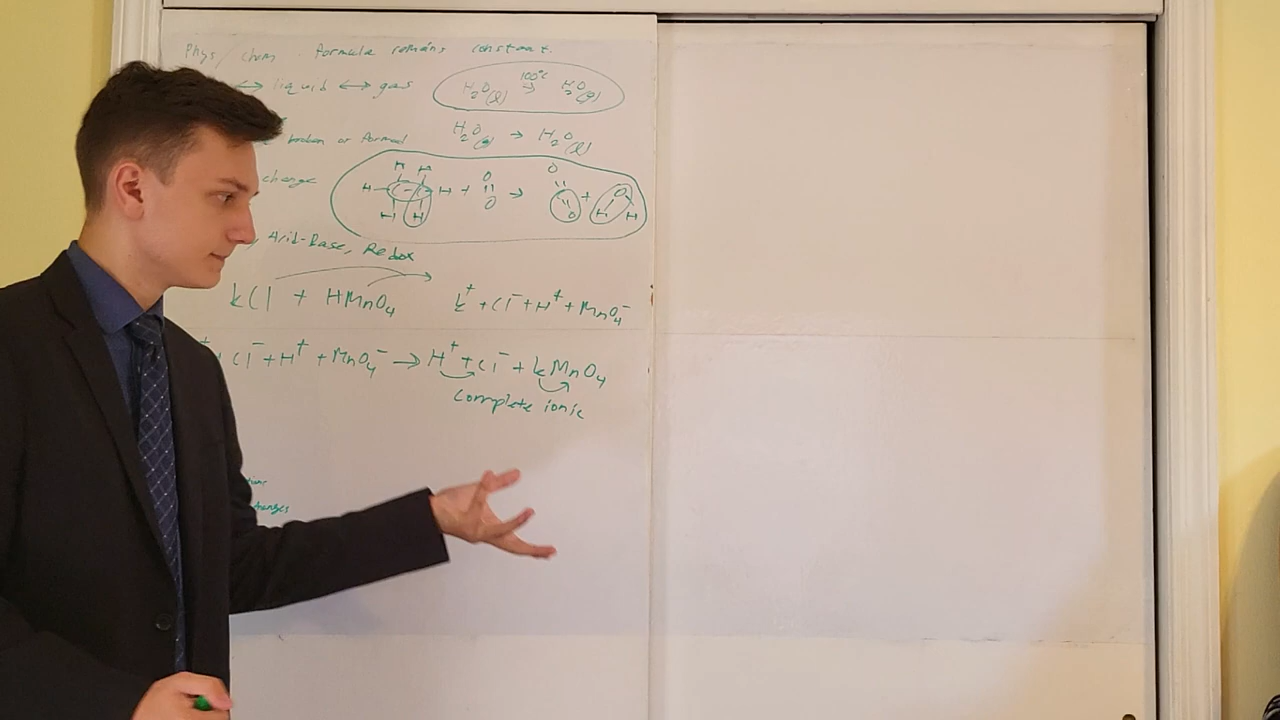 Phys/chem. formula remains constant.
↔ liquid ↔ gas H₂O(l) 100°C → H₂O(g)
broken or formed H₂O(g) → H₂O(l)
change H H H C C H H H + O O → O C O + O H H
, Acid-Base, Redox
kCl + HMnO₄ k⁺ + Cl⁻ + H⁺ + MnO₄⁻
+ Cl⁻ + H⁺ + MnO₄⁻ → H⁺ + Cl⁻ + kMnO₄
Complete ionic